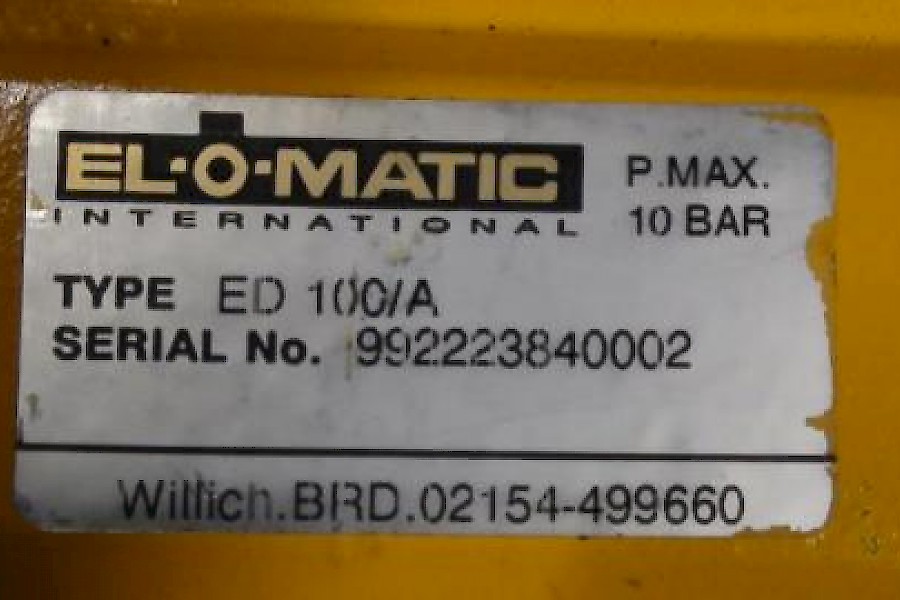 EL-O-MATIC
INTERNATIONAL
P.MAX.
10 BAR
TYPE ED 100/A
SERIAL No. 992223840002
Willich.BRD.02154-499660